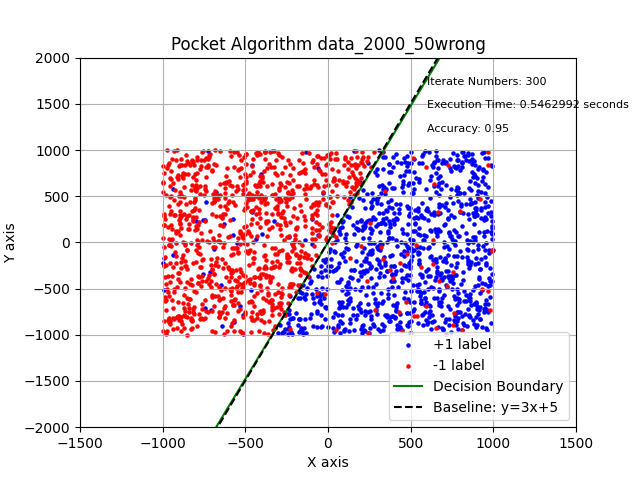 Pocket Algorithm data_2000_50wrong
Iterate Numbers: 300
Execution Time: 0.5462992 seconds
Accuracy: 0.95
Y axis
2000
1500
1000
500
0
−500
−1000
−1500
−2000
+1 label
-1 label
Decision Boundary
Baseline: y=3x+5
−1500
−1000
−500
0
500
1000
1500
X axis